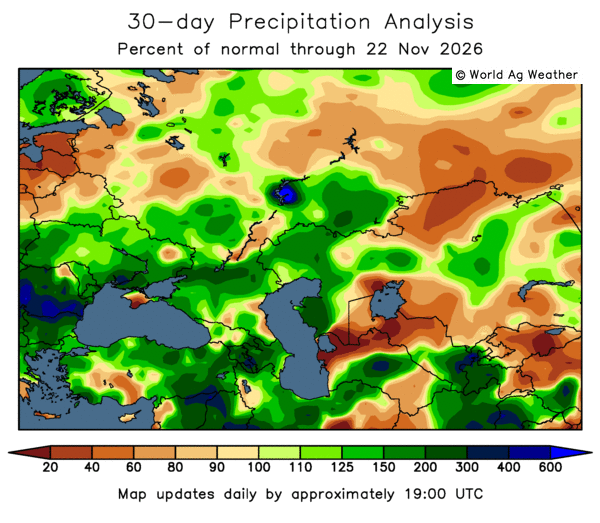 30-day Precipitation Analysis
Percent of normal through 22 Nov 2026
© World Ag Weather
20 40 60 80 90 100 110 125 150 200 300 400 600
Map updates daily by approximately 19:00 UTC